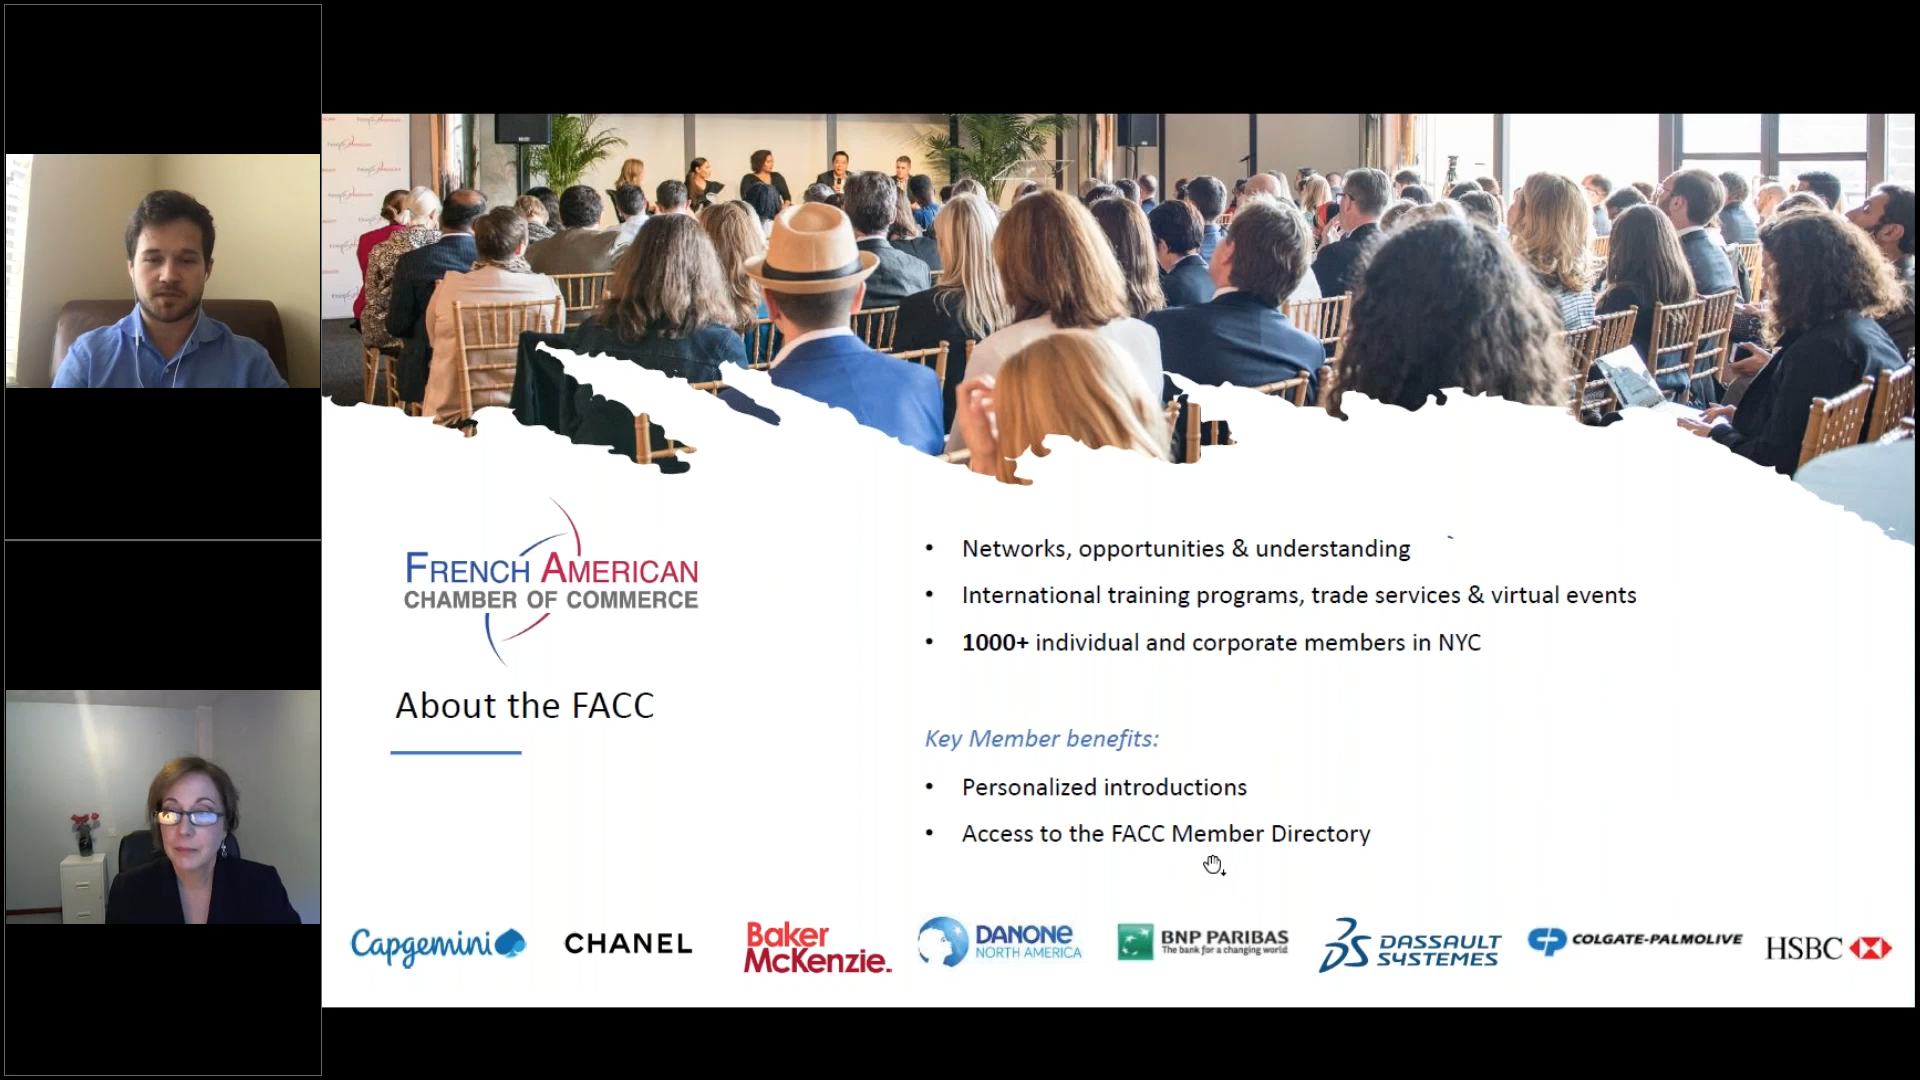 FRENCH AMERICAN
CHAMBER OF COMMERCE
About the FACC
• Networks, opportunities & understanding
• International training programs, trade services & virtual events
• 1000+ individual and corporate members in NYC
Key Member benefits:
• Personalized introductions
• Access to the FACC Member Directory
Capgemini
CHANEL
Baker
McKenzie.
DANONE
NORTH AMERICA
BNP PARIBAS
The bank for a changing world
DASSAULT
SYSTEMES
COLGATE-PALMOLIVE
HSBC